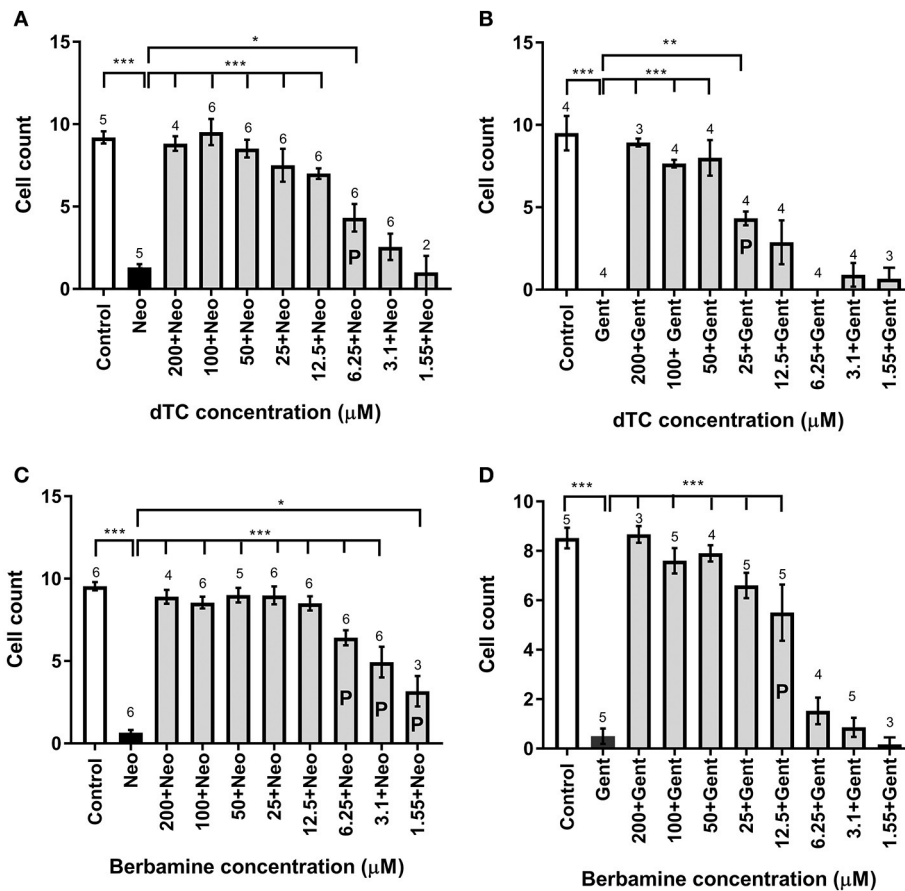 A
15
10
5
0
Cell count
*
***
***
5
5
4
6
6
6
6
6
6
2
P
Control
Neo
200+Neo
100+Neo
50+Neo
25+Neo
12.5+Neo
6.25+Neo
3.1+Neo
1.55+Neo
dTC concentration (μM)
B
15
10
5
0
Cell count
**
***
***
4
4
3
4
4
4
4
4
4
3
P
Control
Gent
200+Gent
100+ Gent
50+Gent
25+Gent
12.5+Gent
6.25+Gent
3.1+Gent
1.55+Gent
dTC concentration (μM)
C
15
10
5
0
Cell count
*
***
***
6
6
4
6
5
6
6
6
6
3
P
P
P
Control
Neo
200+Neo
100+Neo
50+Neo
25+Neo
12.5+Neo
6.25+Neo
3.1+Neo
1.55+Neo
Berbamine concentration (μM)
D
10
8
6
4
2
0
Cell count
***
***
5
5
3
5
4
5
5
4
5
3
P
Control
Gent
200+Gent
100+Gent
50+Gent
25+Gent
12.5+Gent
6.25+Gent
3.1+Gent
1.55+Gent
Berbamine concentration (μM)